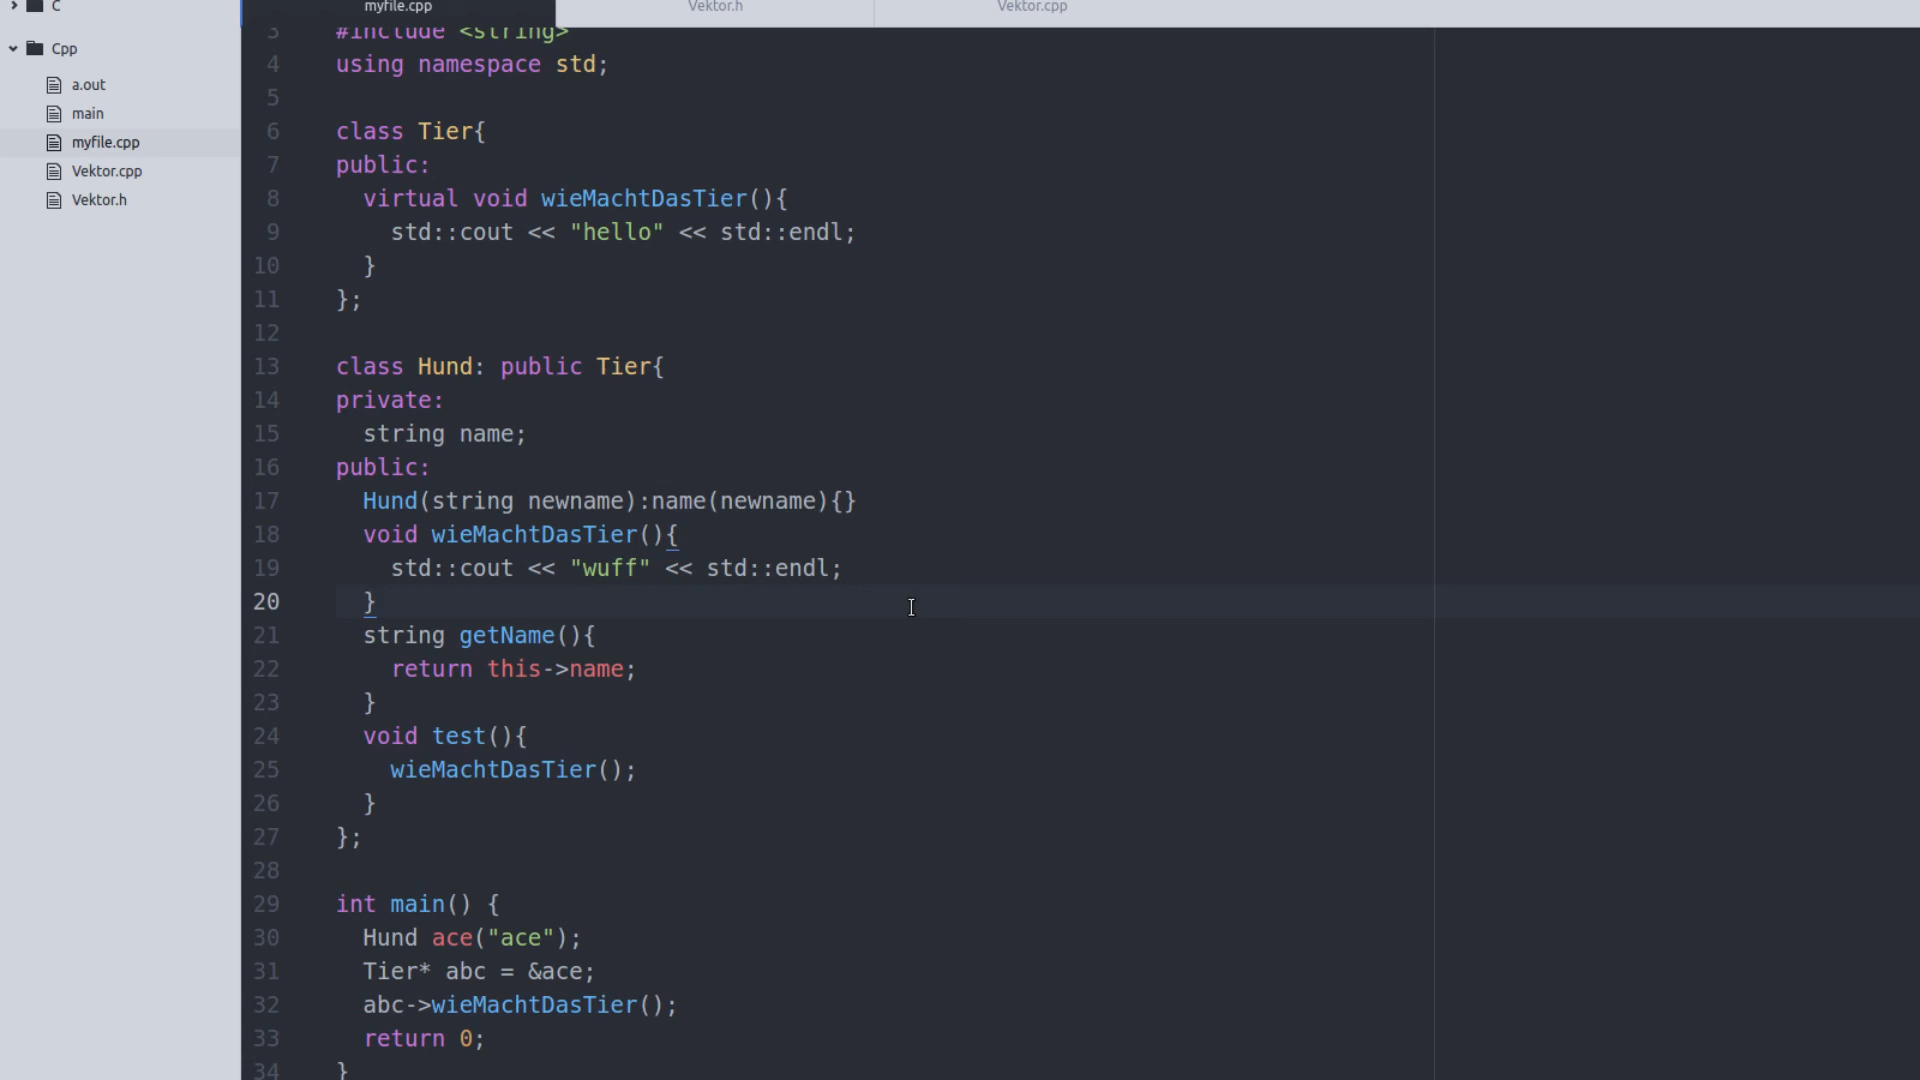 C
Cpp
a.out
main
myfile.cpp
Vektor.cpp
Vektor.h
myfile.cpp
Vektor.h
Vektor.cpp
3 #include <string>
4 using namespace std;
5
6 class Tier{
7 public:
8   virtual void wieMachtDasTier(){
9     std::cout << "hello" << std::endl;
10   }
11 };
12
13 class Hund: public Tier{
14 private:
15   string name;
16 public:
17   Hund(string newname):name(newname){}
18   void wieMachtDasTier(){
19     std::cout << "wuff" << std::endl;
20   }
21   string getName(){
22     return this->name;
23   }
24   void test(){
25     wieMachtDasTier();
26   }
27 };
28
29 int main() {
30   Hund ace("ace");
31   Tier* abc = &ace;
32   abc->wieMachtDasTier();
33   return 0;
34 }